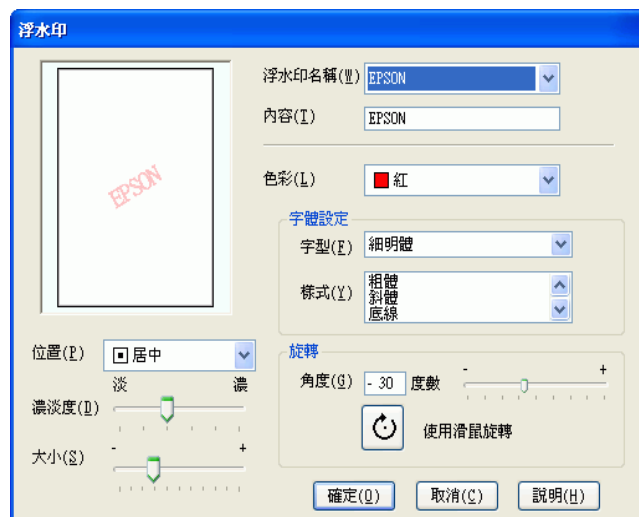 浮水印
浮水印名稱(W) EPSON
內容(T) EPSON
EPSON
色彩(L) 紅
字體設定
字型(F) 細明體
樣式(Y) 粗體
斜體
底線
位置(P) 居中
淡 濃
濃淡度(D)
大小(S) - +
旋轉
角度(G) - 30 度數 - +
使用滑鼠旋轉
確定(O) 取消(C) 說明(H)